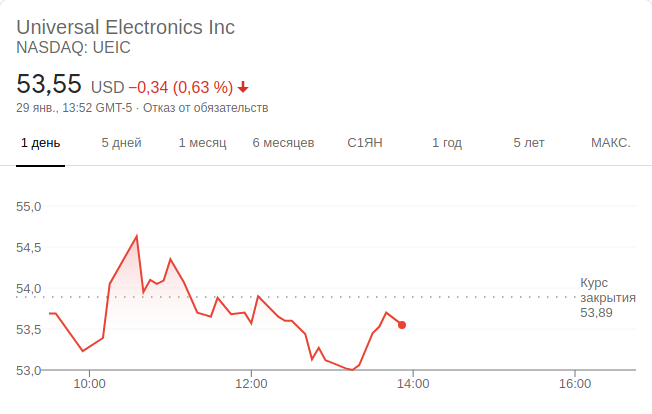 Universal Electronics Inc
NASDAQ: UEIC
53,55 USD −0,34 (0,63 %)
29 янв., 13:52 GMT-5 · Отказ от обязательств
1 день 5 дней 1 месяц 6 месяцев С1ЯН 1 год 5 лет МАКС.
55,0
54,5
54,0
53,5
53,0
Курс
закрытия
53,89
10:00 12:00 14:00 16:00